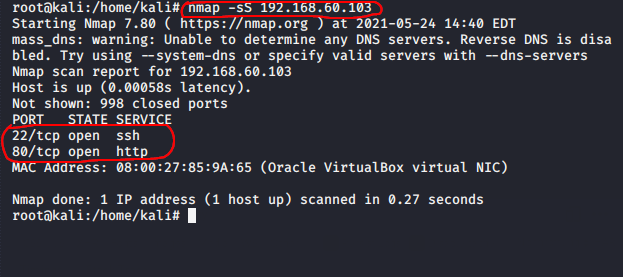 root@kali:/home/kali# nmap -sS 192.168.60.103
Starting Nmap 7.80 ( https://nmap.org ) at 2021-05-24 14:40 EDT
mass_dns: warning: Unable to determine any DNS servers. Reverse DNS is disa
bled. Try using --system-dns or specify valid servers with --dns-servers
Nmap scan report for 192.168.60.103
Host is up (0.00058s latency).
Not shown: 998 closed ports
PORT   STATE SERVICE
22/tcp open  ssh
80/tcp open  http
MAC Address: 08:00:27:85:9A:65 (Oracle VirtualBox virtual NIC)
Nmap done: 1 IP address (1 host up) scanned in 0.27 seconds
root@kali:/home/kali#